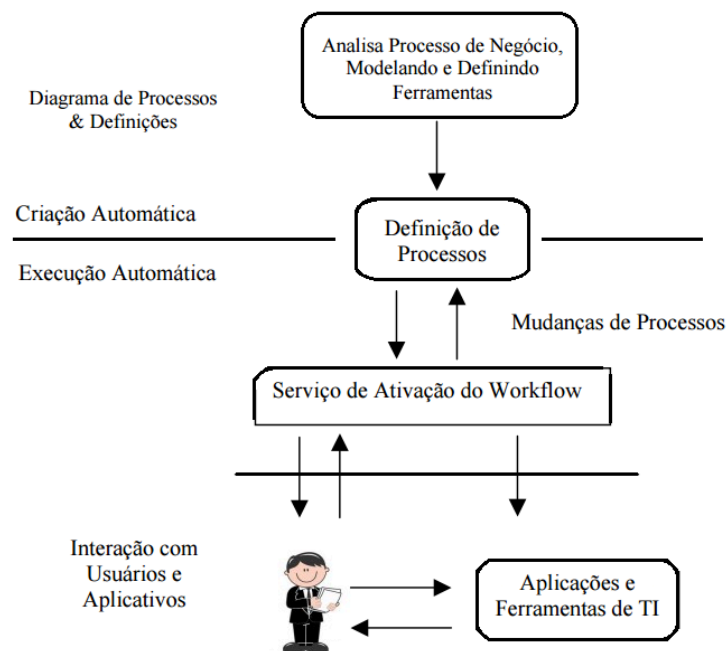 Analisa Processo de Negócio,
Modelando e Definindo
Ferramentas
Diagrama de Processos
& Definições
Criação Automática
Definição de
Processos
Execução Automática
Mudanças de Processos
Serviço de Ativação do Workflow
Interação com
Usuários e
Aplicativos
Aplicações e
Ferramentas de TI